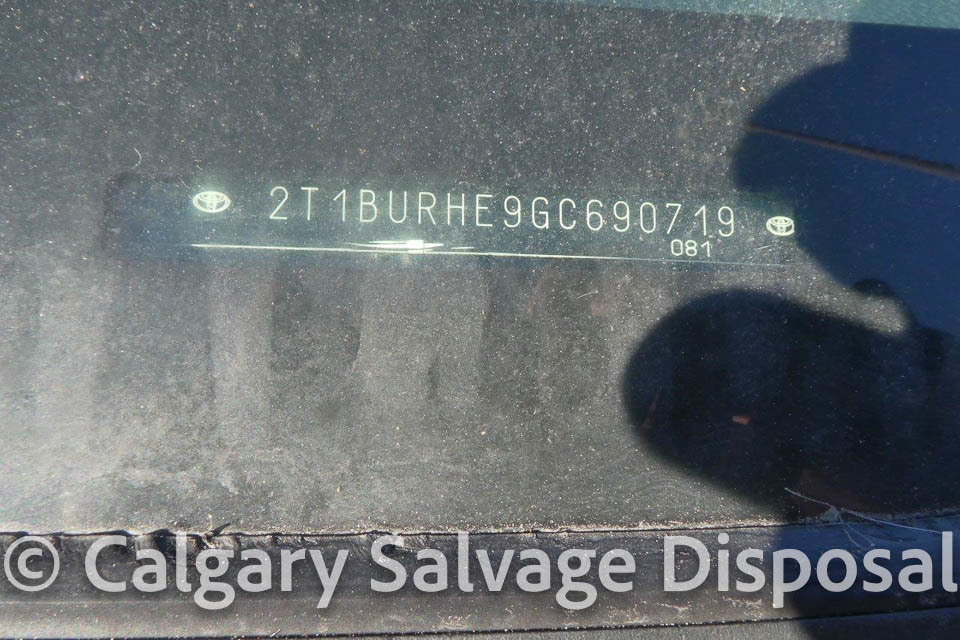 2T1BURHE9GC690719
081
© Calgary Salvage Disposal